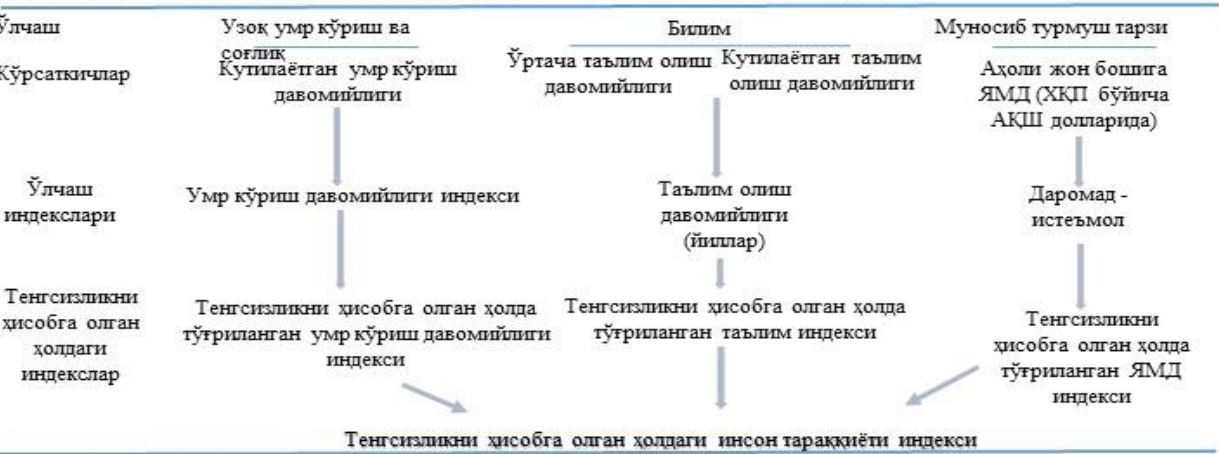 Ўлчаш
Узоқ умр кўриш ва
соғлиқ
Билим
Муносиб турмуш тарзи
Кўрсаткичлар
Кутилаётган умр кўриш
давомийлиги
Ўртача таълим олиш
давомийлиги
Кутилаётган таълим
олиш давомийлиги
Аҳоли жон бошига
ЯМД (ХҚП бўйича
АҚШ долларида)
Ўлчаш
индекслари
Умр кўриш давомийлиги индекси
Таълим олиш
давомийлиги
(йиллар)
Даромад -
истеъмол
Тенгсизликни
ҳисобга олган
ҳолдаги
индекслар
Тенгсизликни ҳисобга олган ҳолда
тўғриланган умр кўриш давомийлиги
индекси
Тенгсизликни ҳисобга олган ҳолда
тўғриланган таълим индекси
Тенгсизликни
ҳисобга олган ҳолда
тўғриланган ЯМД
индекси
Тенгсизликни ҳисобга олган ҳолдаги инсон тараққиёти индекси